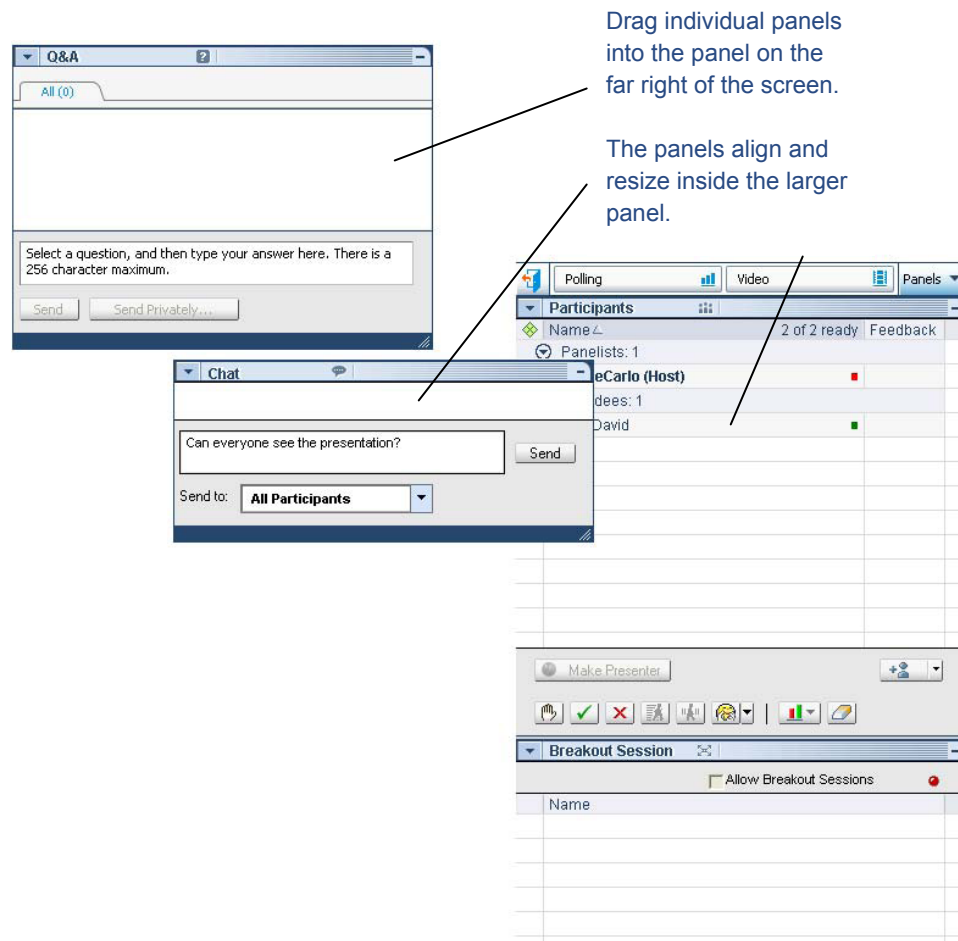 Drag individual panels
into the panel on the
far right of the screen.
The panels align and
resize inside the larger
panel.
Q&A
All (0)
Select a question, and then type your answer here. There is a
256 character maximum.
Send Send Privately...
Polling Video Panels
Participants
Name 2 of 2 ready Feedback
Panelists: 1
eCarlo (Host)
dees: 1
David
Chat
Can everyone see the presentation?
Send
Send to: All Participants
Make Presenter
Breakout Session
Allow Breakout Sessions
Name